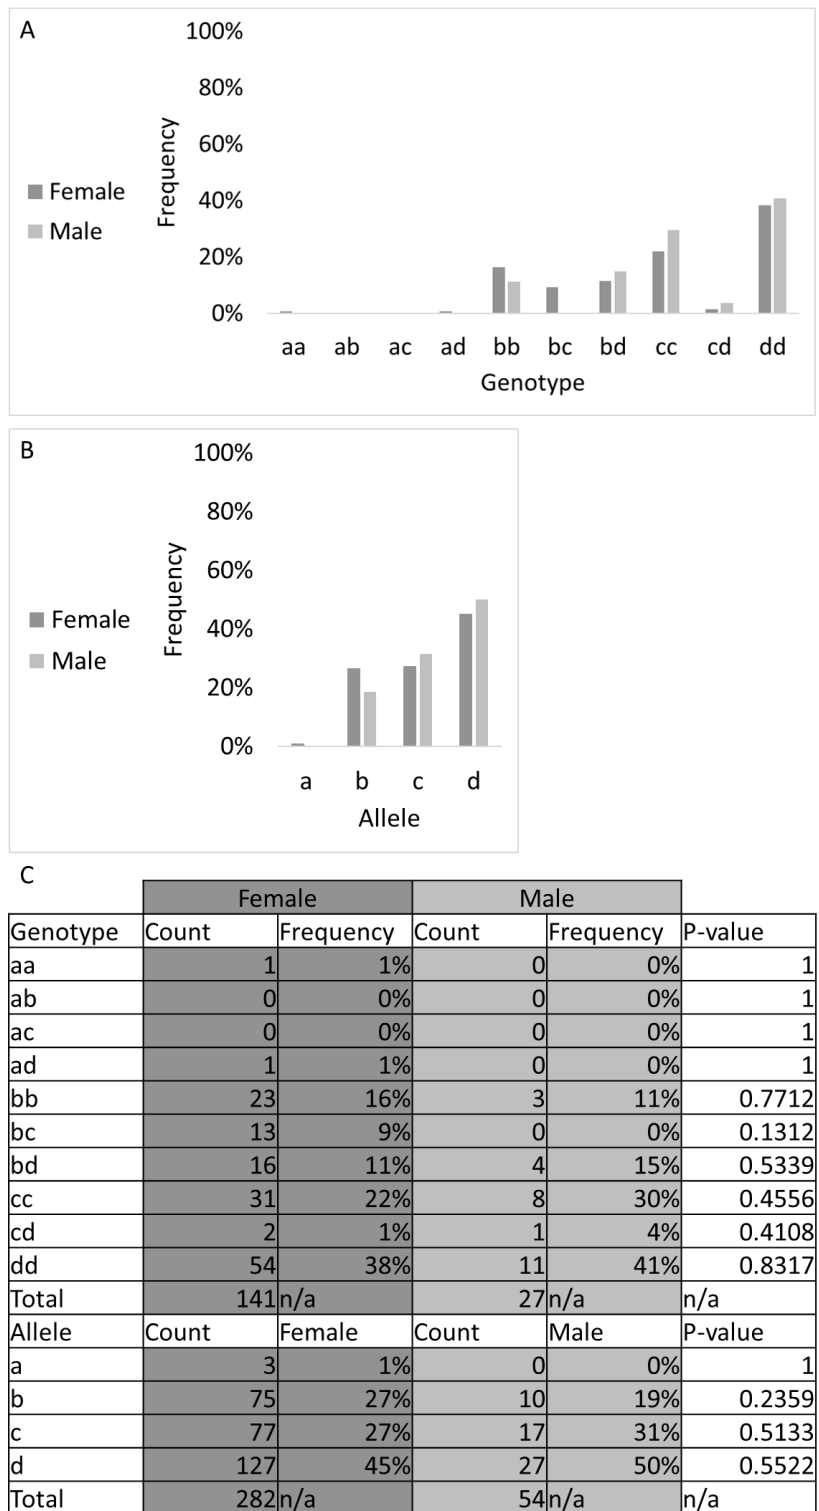 A
100%
80%
60%
40%
20%
0%
Frequency
Female
Male
aa ab ac ad bb bc bd cc cd dd
Genotype
B
100%
80%
60%
40%
20%
0%
Frequency
Female
Male
a b c d
Allele
C
Female Male
Genotype Count Frequency Count Frequency P-value
aa 1 1% 0 0% 1
ab 0 0% 0 0% 1
ac 0 0% 0 0% 1
ad 1 1% 0 0% 1
bb 23 16% 3 11% 0.7712
bc 13 9% 0 0% 0.1312
bd 16 11% 4 15% 0.5339
cc 31 22% 8 30% 0.4556
cd 2 1% 1 4% 0.4108
dd 54 38% 11 41% 0.8317
Total 141 n/a 27 n/a n/a
Allele Count Female Count Male P-value
a 3 1% 0 0% 1
b 75 27% 10 19% 0.2359
c 77 27% 17 31% 0.5133
d 127 45% 27 50% 0.5522
Total 282 n/a 54 n/a n/a